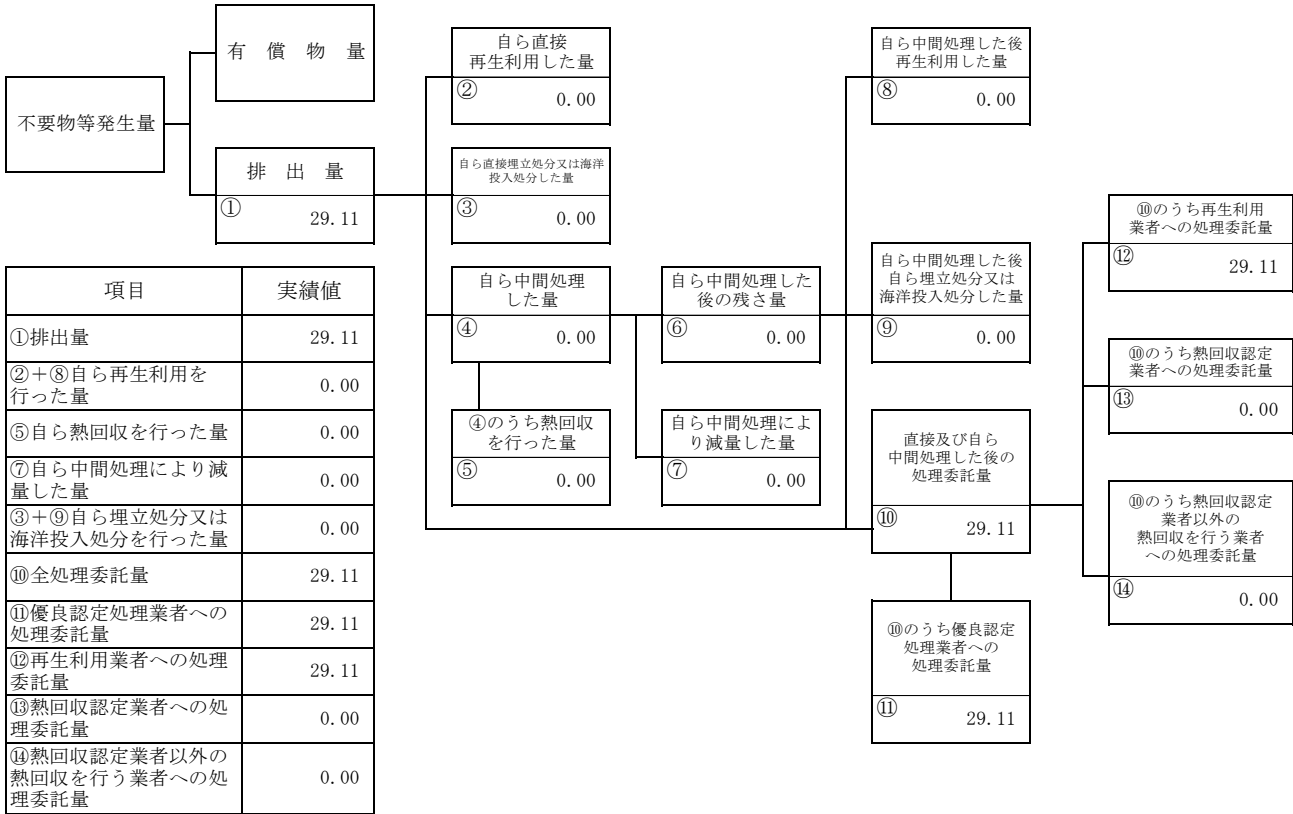 不要物等発生量
有 償 物 量
排 出 量
① 29.11
自ら直接
再生利用した量
② 0.00
自ら直接埋立処分又は海洋
投入処分した量
③ 0.00
自ら中間処理
した量
④ 0.00
④のうち熱回収
を行った量
⑤ 0.00
自ら中間処理した
後の残さ量
⑥ 0.00
自ら中間処理によ
り減量した量
⑦ 0.00
自ら中間処理した後
再生利用した量
⑧ 0.00
自ら中間処理した後
自ら埋立処分又は
海洋投入処分した量
⑨ 0.00
直接及び自ら
中間処理した後の
処理委託量
⑩ 29.11
⑩のうち優良認定
処理業者への
処理委託量
⑪ 29.11
⑩のうち再生利用
業者への処理委託量
⑫ 29.11
⑩のうち熱回収認定
業者への処理委託量
⑬ 0.00
⑩のうち熱回収認定
業者以外の
熱回収を行う業者
への処理委託量
⑭ 0.00
項目 実績値
①排出量 29.11
②+⑧自ら再生利用を
行った量 0.00
⑤自ら熱回収を行った量 0.00
⑦自ら中間処理により減
量した量 0.00
③+⑨自ら埋立処分又は
海洋投入処分を行った量 0.00
⑩全処理委託量 29.11
⑪優良認定処理業者への
処理委託量 29.11
⑫再生利用業者への処理
委託量 29.11
⑬熱回収認定業者への処
理委託量 0.00
⑭熱回収認定業者以外の
熱回収を行う業者への処
理委託量 0.00